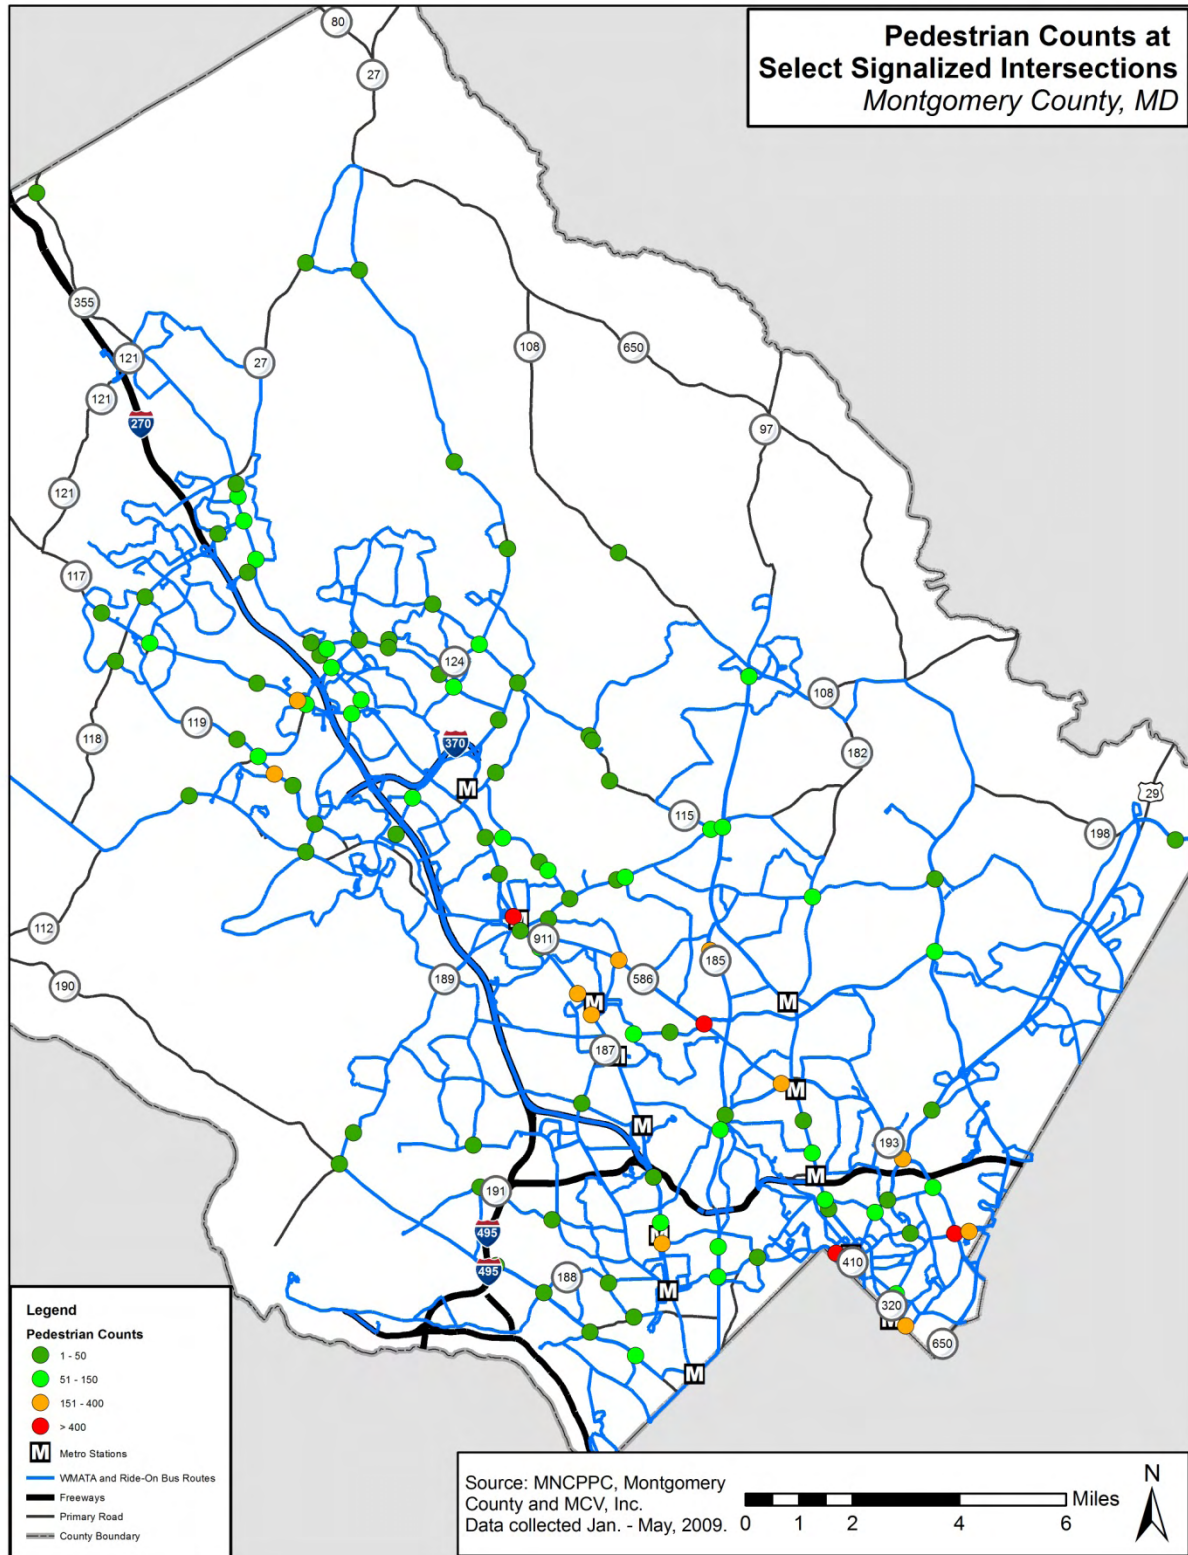 Pedestrian Counts at
Select Signalized Intersections
Montgomery County, MD
80
27
355
121
27
108
650
121
270
97
121
117
124
108
119
118
370
182
29
115
198
112
911
189
586
185
190
187
193
191
495
495
188
410
320
650
M
M
M
M
M
M
M
M
M
M
Legend
Pedestrian Counts
1 - 50
51 - 150
151 - 400
> 400
M Metro Stations
WMATA and Ride-On Bus Routes
Freeways
Primary Road
County Boundary
Source: MNCPPC, Montgomery
County and MCV, Inc.
Data collected Jan. - May, 2009.
0 1 2 4 6 Miles
N